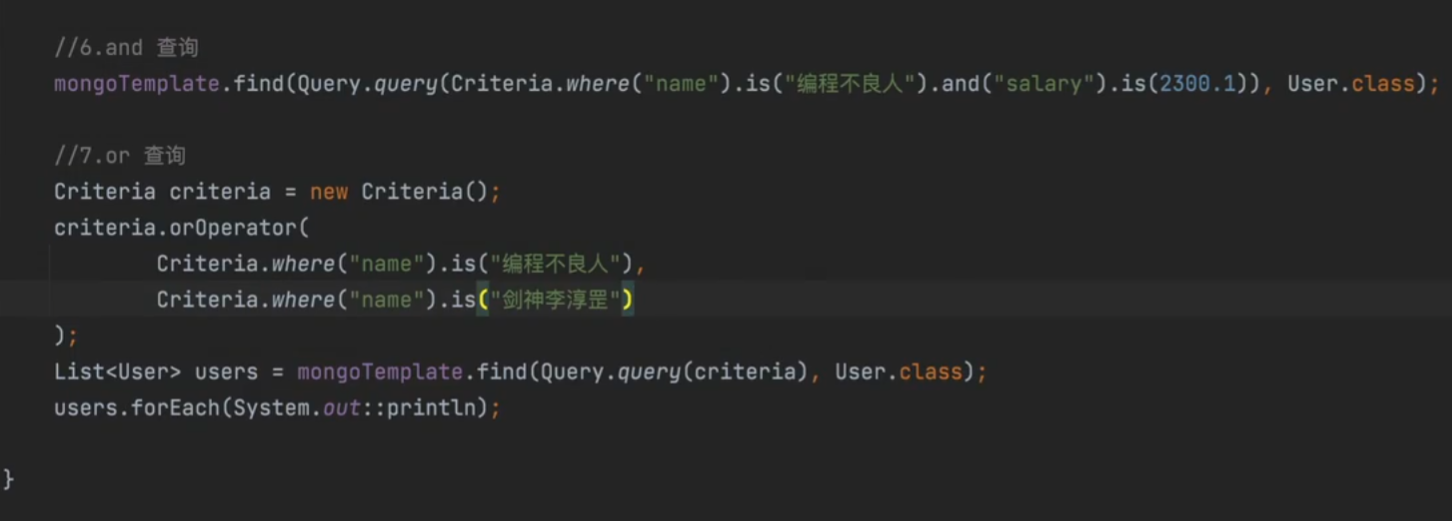 //6.and 查询
mongoTemplate.find(Query.query(Criteria.where("name").is("编程不良人").and("salary").is(2300.1)), User.class);
//7.or 查询
Criteria criteria = new Criteria();
criteria.orOperator(
Criteria.where("name").is("编程不良人"),
Criteria.where("name").is("剑神李淳罡")
);
List<User> users = mongoTemplate.find(Query.query(criteria), User.class);
users.forEach(System.out::println);
}